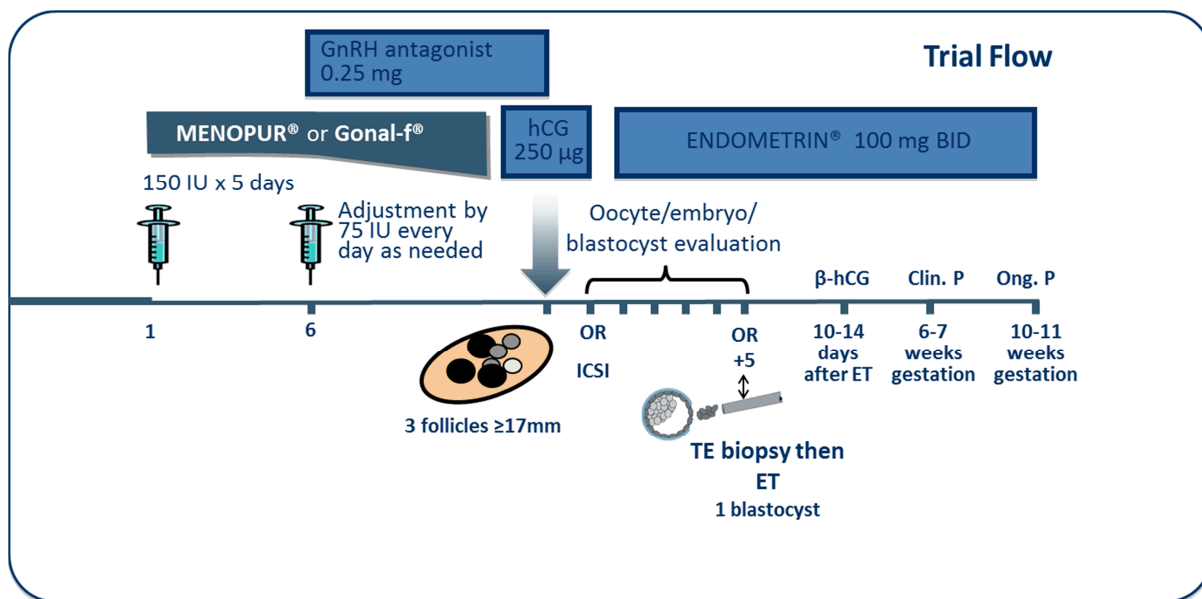 Trial Flow
GnRH antagonist
0.25 mg
MENOPUR® or Gonal-f®
hCG
250 µg
ENDOMETRIN® 100 mg BID
150 IU x 5 days
Adjustment by
75 IU every
day as needed
Oocyte/embryo/
blastocyst evaluation
β-hCG
Clin. P
Ong. P
1
6
OR
ICSI
OR
+5
10-14
days
after ET
6-7
weeks
gestation
10-11
weeks
gestation
3 follicles ≥17mm
TE biopsy then
ET
1 blastocyst